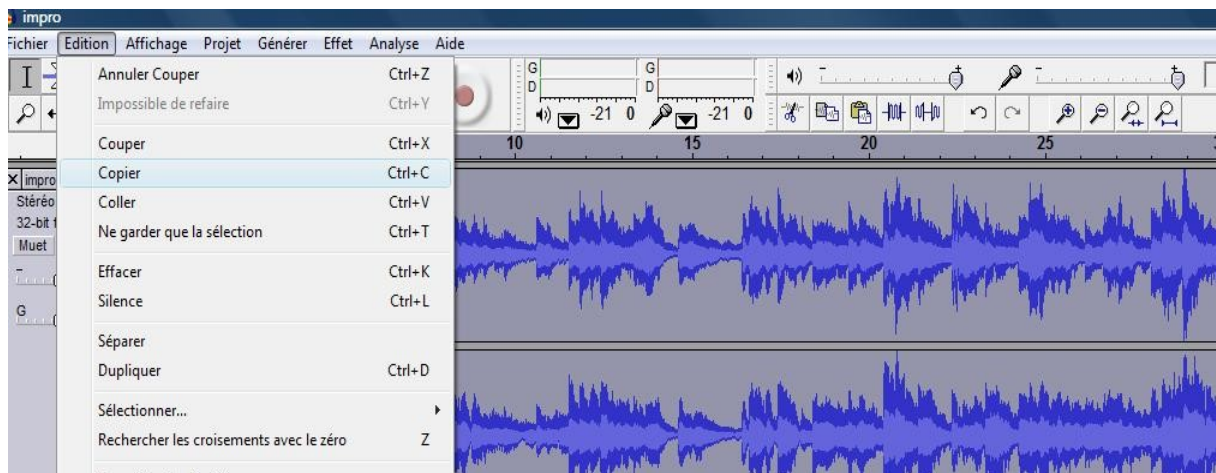 impro
Fichier Edition Affichage Projet Générer Effet Analyse Aide
Annuler Couper Ctrl+Z
Impossible de refaire Ctrl+Y
Couper Ctrl+X
Copier Ctrl+C
Coller Ctrl+V
Ne garder que la sélection Ctrl+T
Effacer Ctrl+K
Silence Ctrl+L
Séparer
Dupliquer Ctrl+D
Sélectionner...
Rechercher les croisements avec le zéro Z
G G
D D
-21 0 -21 0
10 15 20 25
impro
Stéréo
32-bit
Muet
G